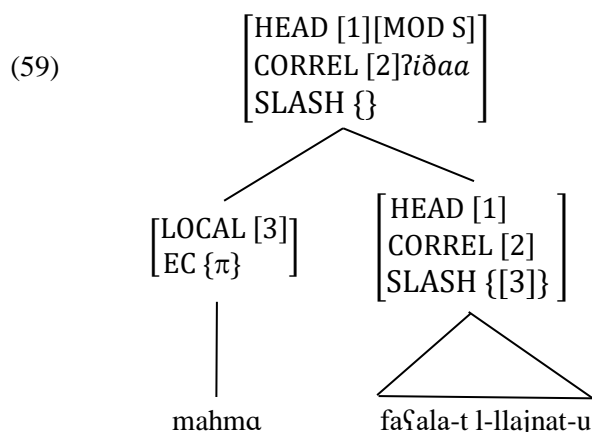 (59)
HEAD [1][MOD S]
CORREL [2]ʔiðaa
SLASH {}
LOCAL [3]
EC {π}
HEAD [1]
CORREL [2]
SLASH {[3]}
mahmɑ
faʕala-t l-llajnat-u